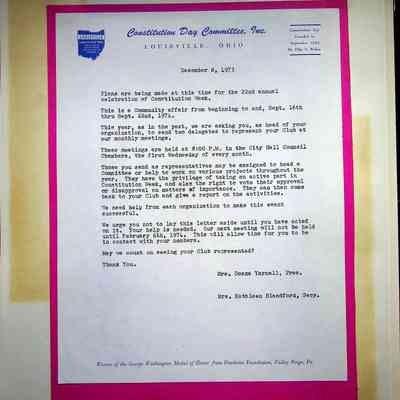 Constitution Day Committee, Inc.
LOUISVILLE, OHIO
LOUISVILLE
Constitution Day
Founded in
September 1952
December 6, 1973
Plans are being made at this time for the 22nd annual
celebration of Constitution Week.
This is a Community affair from beginning to end, Sept. 16th
thru Sept. 22nd, 1974.
This year, as in the past, we are asking you, as head of your
organization, to send two delegates to represent your Club at
our monthly meetings.
These meetings are held at 8:00 P.M. in the City Hall Council
Chambers, the first Wednesday of every month.
Those you send as representatives may be assigned to head a
Committee or help to work on various projects throughout the
year. They have the privilege of taking an active part in
Constitution Week, and also the right to vote their approval
or disapproval on matters of importance. They can then come
back to your Club and give a report on the activities.
We need help from each organization to make this event
successful.
We urge you not to lay this letter aside until you have acted
on it. Your help is needed. Our next meeting will not be held
until February 6th, 1974. This will allow time for you to be
in contact with your members.
May we count on seeing your Club represented?
Thank You.
Mrs. Deane Yarnell, Pres.
Mrs. Kathleen Blandford, Secy.
Winner of the George Washington Medal of Honor from Freedoms Foundation, Valley Forge, Pa.